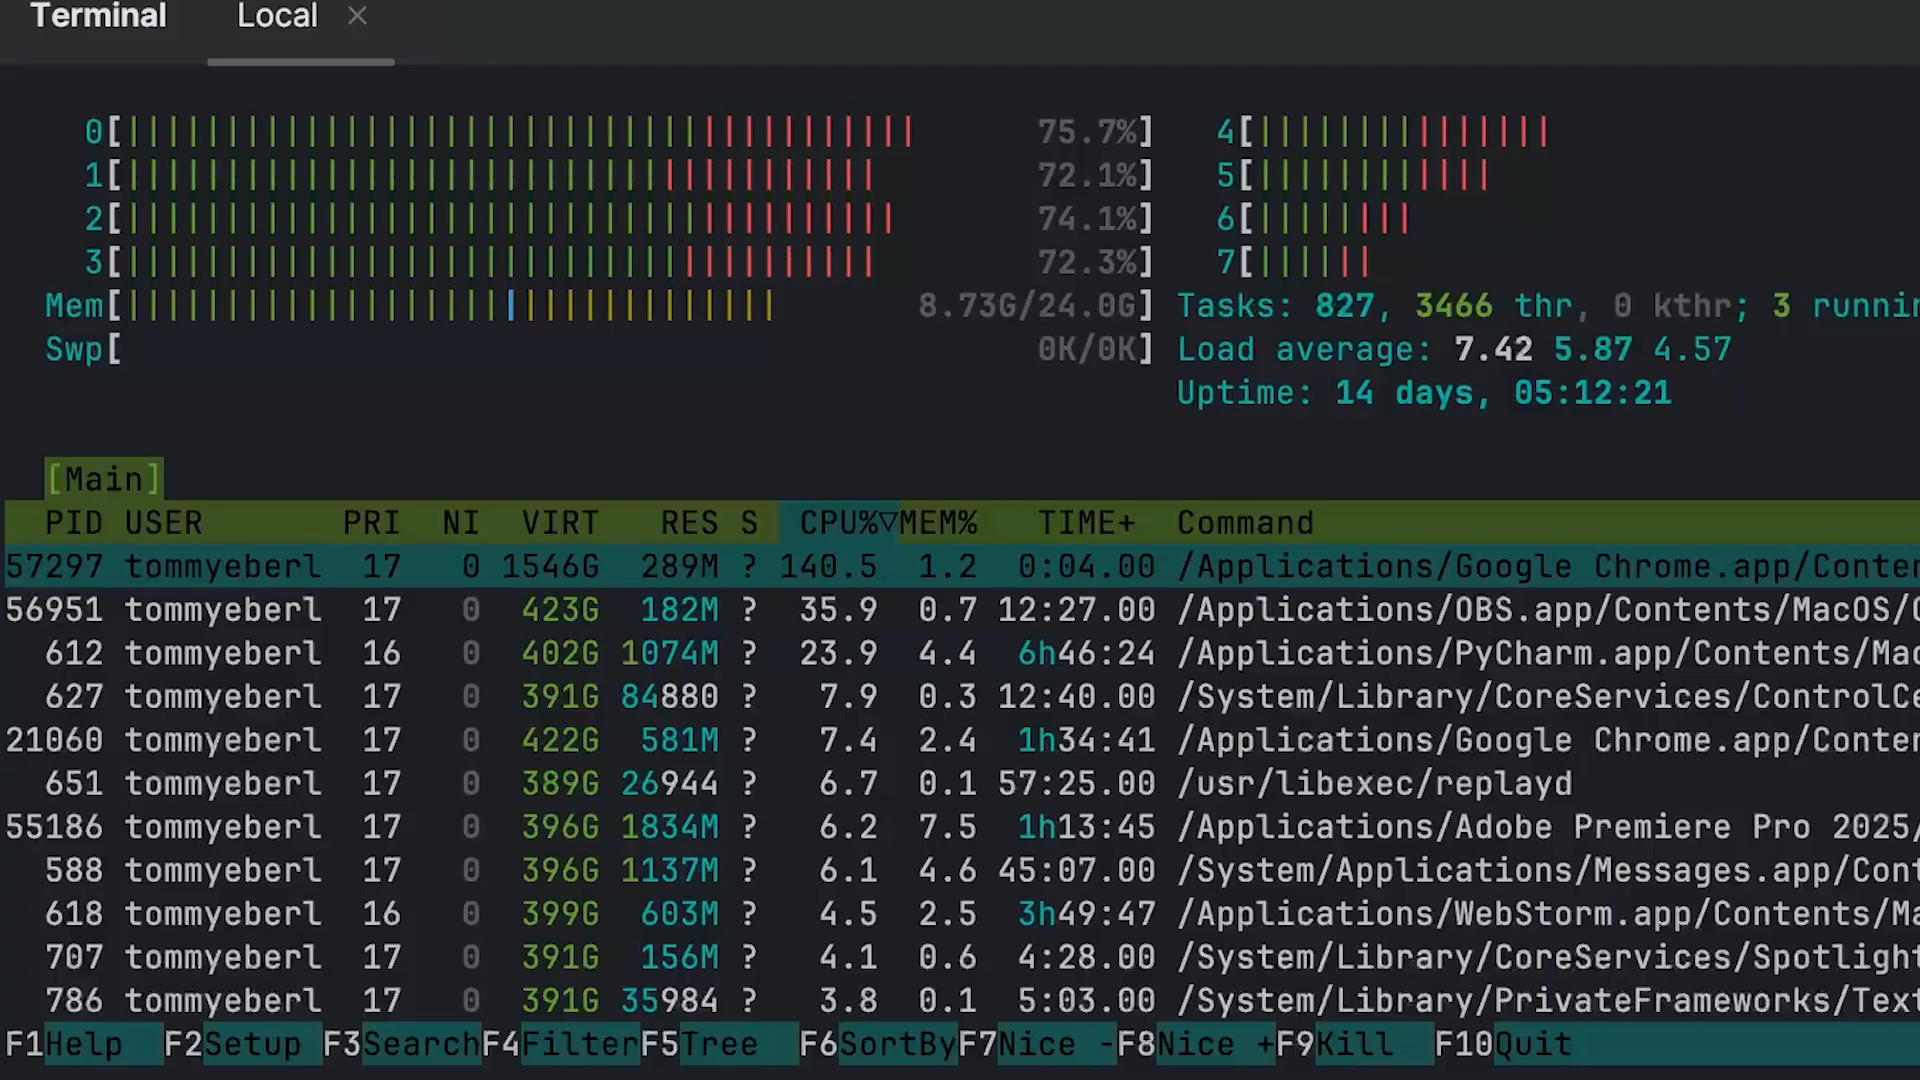 Terminal Local ×
0[ 75.7%] 4[
1[ 72.1%] 5[
2[ 74.1%] 6[
3[ 72.3%] 7[
Mem[ 8.73G/24.0G] Tasks: 827, 3466 thr, 0 kthr; 3
Swp[ 0K/0K] Load average: 7.42 5.87 4.57
Uptime: 14 days, 05:12:21
[Main]
PID USER PRI NI VIRT RES S CPU%▽MEM% TIME+ Command
57297 tommyeberl 17 0 1546G 289M ? 140.5 1.2 0:04.00 /Applications/Google Chrome.app/Conten
56951 tommyeberl 17 0 423G 182M ? 35.9 0.7 12:27.00 /Applications/OBS.app/Contents/MacOS/
612 tommyeberl 16 0 402G 1074M ? 23.9 4.4 6h46:24 /Applications/PyCharm.app/Contents/Mac
627 tommyeberl 17 0 391G 84880 ? 7.9 0.3 12:40.00 /System/Library/CoreServices/ControlCe
21060 tommyeberl 17 0 422G 581M ? 7.4 2.4 1h34:41 /Applications/Google Chrome.app/Conten
651 tommyeberl 17 0 389G 26944 ? 6.7 0.1 57:25.00 /usr/libexec/replayd
55186 tommyeberl 17 0 396G 1834M ? 6.2 7.5 1h13:45 /Applications/Adobe Premiere Pro 2025/
588 tommyeberl 17 0 396G 1137M ? 6.1 4.6 45:07.00 /System/Applications/Messages.app/Cont
618 tommyeberl 16 0 399G 603M ? 4.5 2.5 3h49:47 /Applications/WebStorm.app/Contents/Ma
707 tommyeberl 17 0 391G 156M ? 4.1 0.6 4:28.00 /System/Library/CoreServices/Spotlight
786 tommyeberl 17 0 391G 35984 ? 3.8 0.1 5:03.00 /System/Library/PrivateFrameworks/Text
F1Help F2Setup F3SearchF4FilterF5Tree F6SortByF7Nice -F8Nice +F9Kill F10Quit